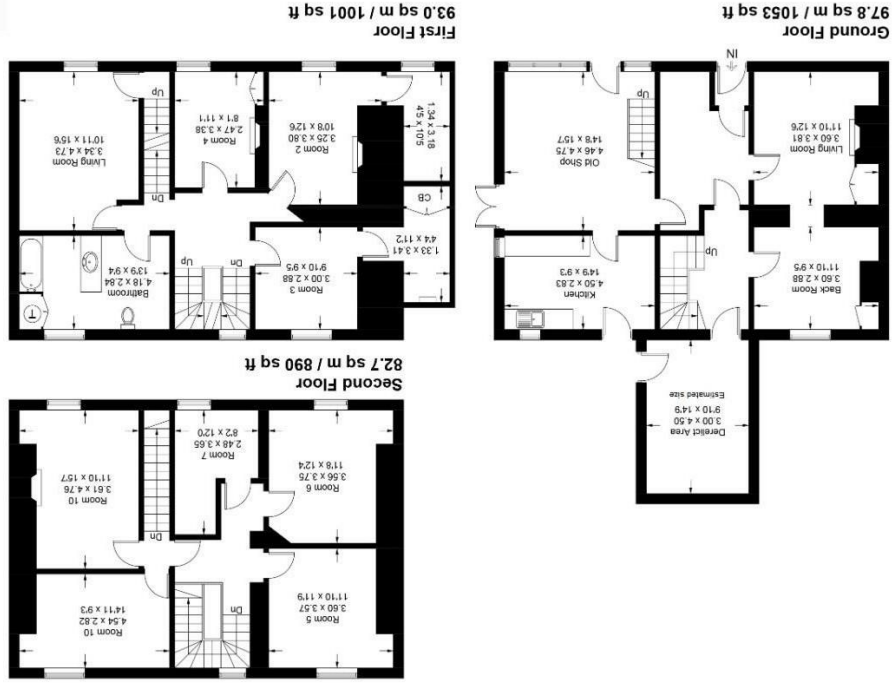 Derelict Area
3.00 x 4.50
9'10 x 14'9
Estimated size
Back Room
3.60 x 2.88
11'10 x 9'5
Up
Kitchen
4.50 x 2.83
14'9 x 9'3
Living Room
3.60 x 3.81
11'10 x 12'6
Old Shop
4.46 x 4.75
14'8 x 15'7
Up
IN
Ground Floor
97.8 sq m / 1053 sq ft
Room 5
3.60 x 3.57
11'10 x 11'9
Dn
Room 10
4.54 x 2.82
14'11 x 9'3
Room 6
3.56 x 3.75
11'8 x 12'4
Room 7
2.48 x 3.65
8'2 x 12'0
Dn
Room 10
3.61 x 4.76
11'10 x 15'7
Second Floor
82.7 sq m / 890 sq ft
1.33 x 3.41
4'4 x 11'2
Room 3
3.00 x 2.88
9'10 x 9'5
Dn
Up
Bathroom
4.18 x 2.84
13'9 x 9'4
T
CB
1.34 x 3.18
4'5 x 10'5
Room 2
3.25 x 3.80
10'8 x 12'6
Room 4
2.47 x 3.38
8'1 x 11'1
Dn
Up
Living Room
3.34 x 4.73
10'11 x 15'6
First Floor
93.0 sq m / 1001 sq ft